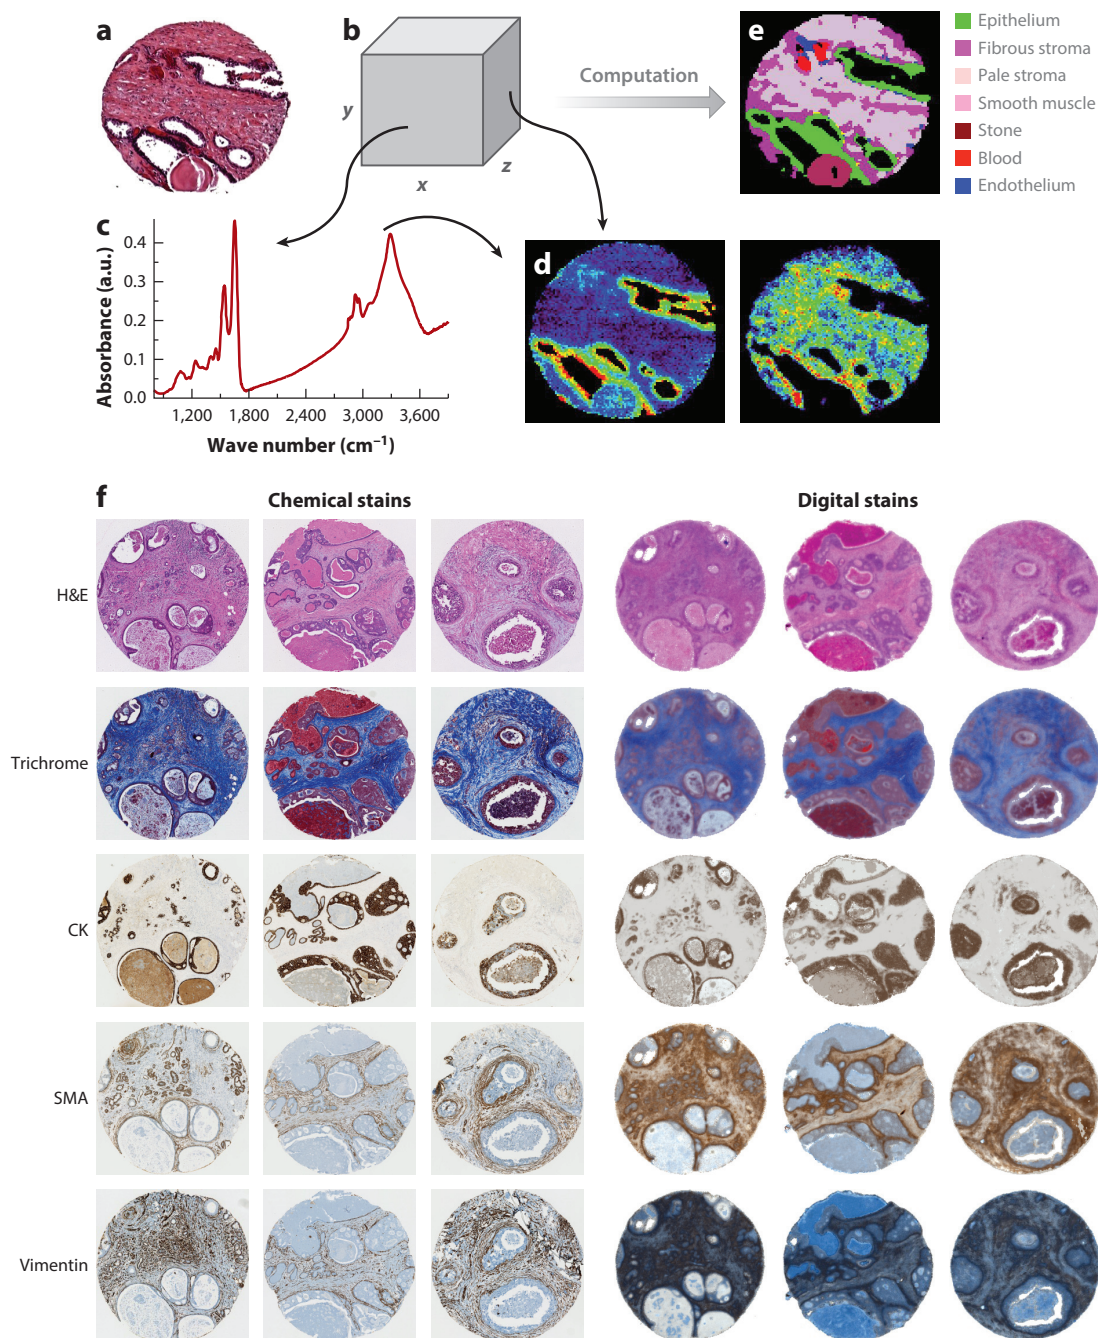 a
b
y
x
z
Computation
e
Epithelium
Fibrous stroma
Pale stroma
Smooth muscle
Stone
Blood
Endothelium
c
Absorbance (a.u.)
0.4
0.3
0.2
0.1
0.0
1,200 1,800 2,400 3,000 3,600
Wave number (cm⁻¹)
d
f
Chemical stains Digital stains
H&E
Trichrome
CK
SMA
Vimentin